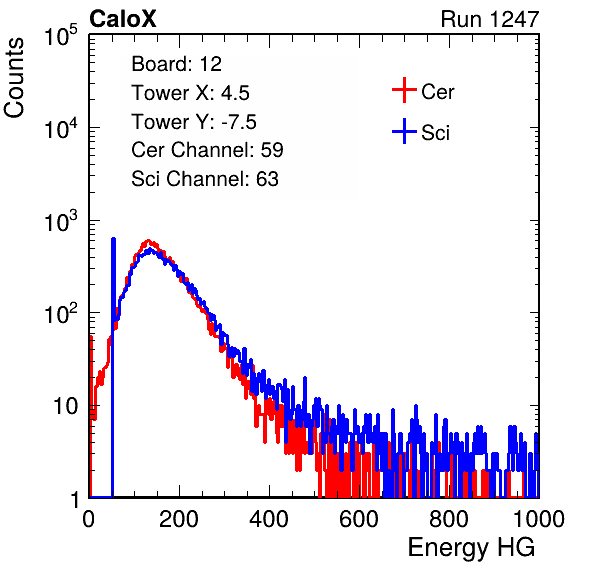 CaloX
Run 1247
Counts
Board: 12
Tower X: 4.5
Tower Y: -7.5
Cer Channel: 59
Sci Channel: 63
Cer
Sci
10^5
10^4
10^3
10^2
10
1
0 200 400 600 800 1000
Energy HG